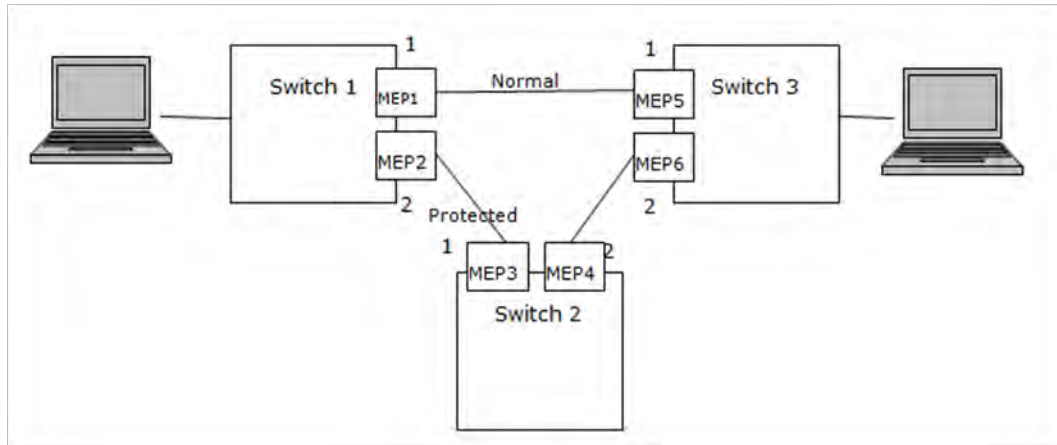 1
1
Switch 1
Switch 3
MEP1
Normal
MEP5
MEP2
MEP6
2
2
Protected
1
2
MEP3
MEP4
Switch 2